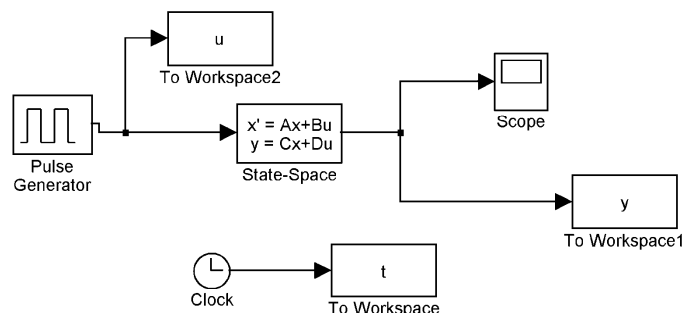 u
To Workspace2
Pulse
Generator
x' = Ax+Bu
y = Cx+Du
State-Space
Scope
y
To Workspace1
Clock
t
To Workspace